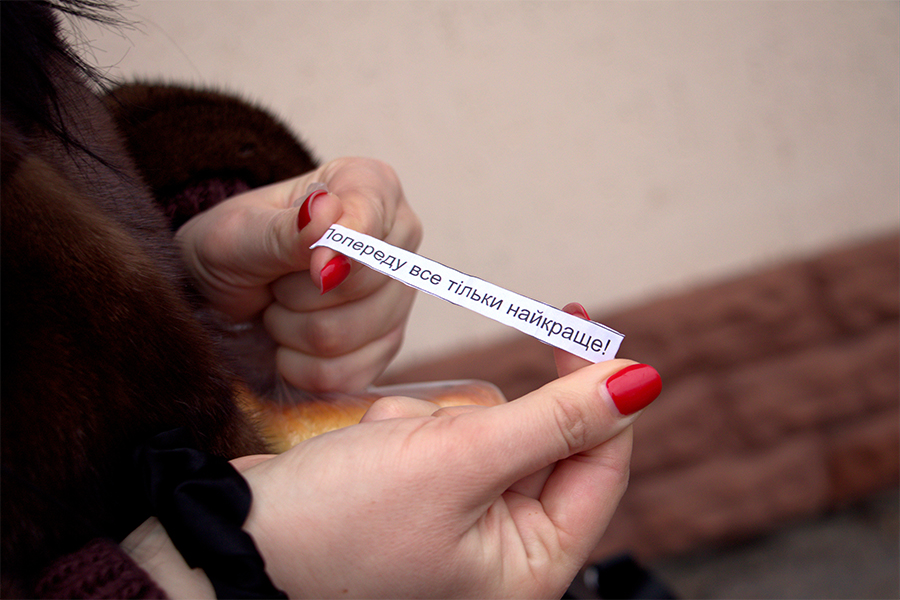 Попереду все тільки найкраще!